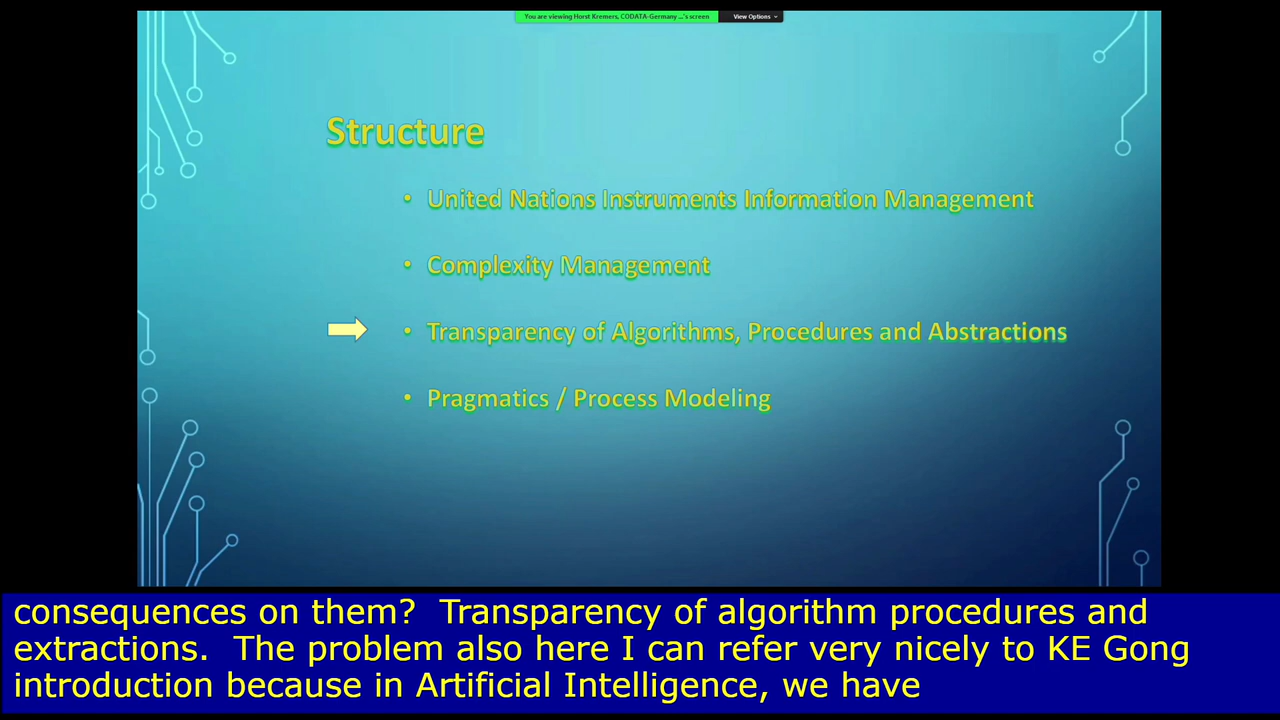 You are viewing Horst Kremers, CODATA-Germany ...'s screen
View Options
Structure
• United Nations Instruments Information Management
• Complexity Management
• Transparency of Algorithms, Procedures and Abstractions
• Pragmatics / Process Modeling
consequences on them?  Transparency of algorithm procedures and
extractions.  The problem also here I can refer very nicely to KE Gong
introduction because in Artificial Intelligence, we have